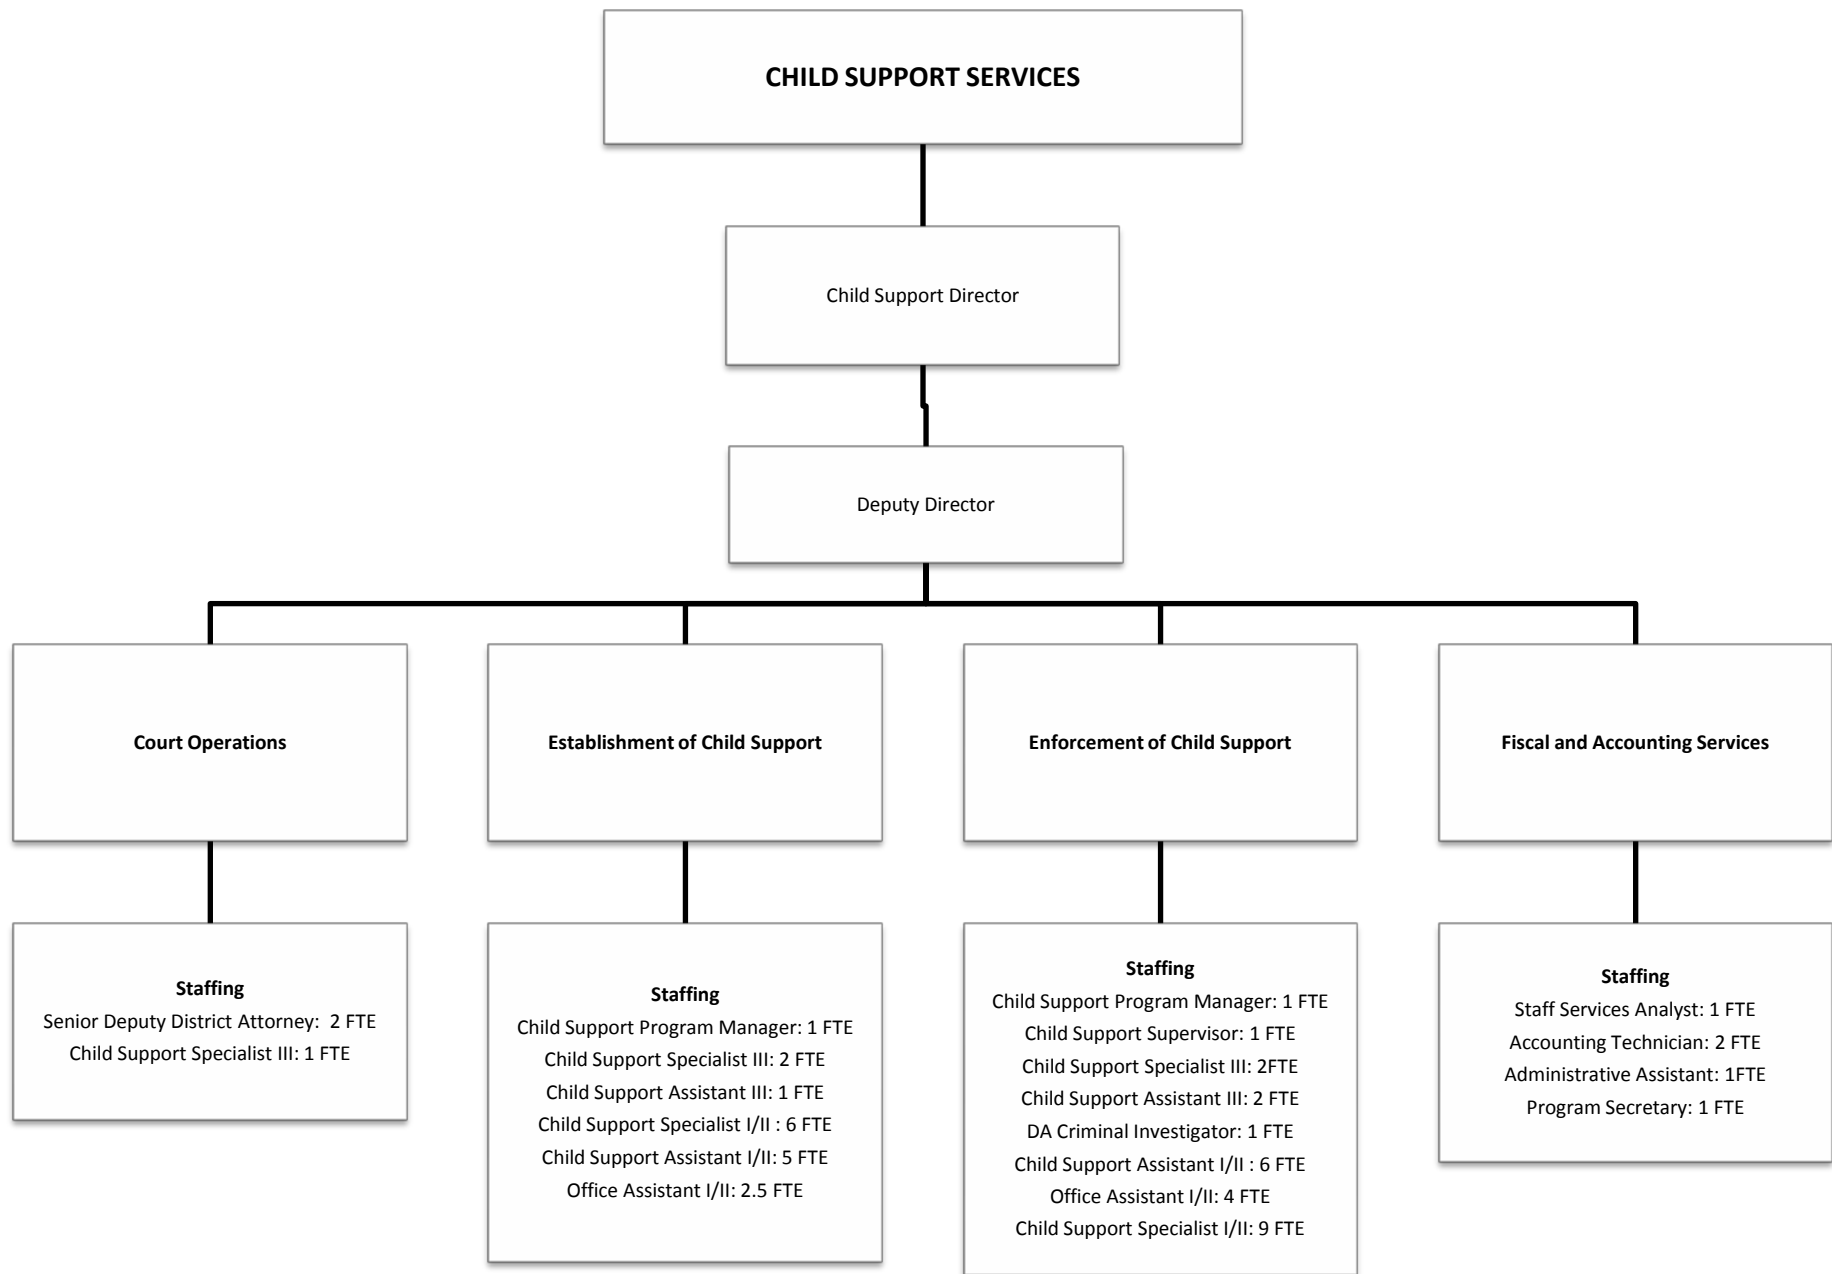 CHILD SUPPORT SERVICES
Child Support Director
Deputy Director
Court Operations
Establishment of Child Support
Enforcement of Child Support
Fiscal and Accounting Services
Staffing
Senior Deputy District Attorney:  2 FTE
Child Support Specialist III: 1 FTE
Staffing
Child Support Program Manager: 1 FTE
Child Support Specialist III: 2 FTE
Child Support Assistant III: 1 FTE
Child Support Specialist I/II : 6 FTE
Child Support Assistant I/II: 5 FTE
Office Assistant I/II: 2.5 FTE
Staffing
Child Support Program Manager: 1 FTE
Child Support Supervisor: 1 FTE
Child Support Specialist III: 2FTE
Child Support Assistant III: 2 FTE
DA Criminal Investigator: 1 FTE
Child Support Assistant I/II : 6 FTE
Office Assistant I/II: 4 FTE
Child Support Specialist I/II: 9 FTE
Staffing
Staff Services Analyst: 1 FTE
Accounting Technician: 2 FTE
Administrative Assistant: 1FTE
Program Secretary: 1 FTE